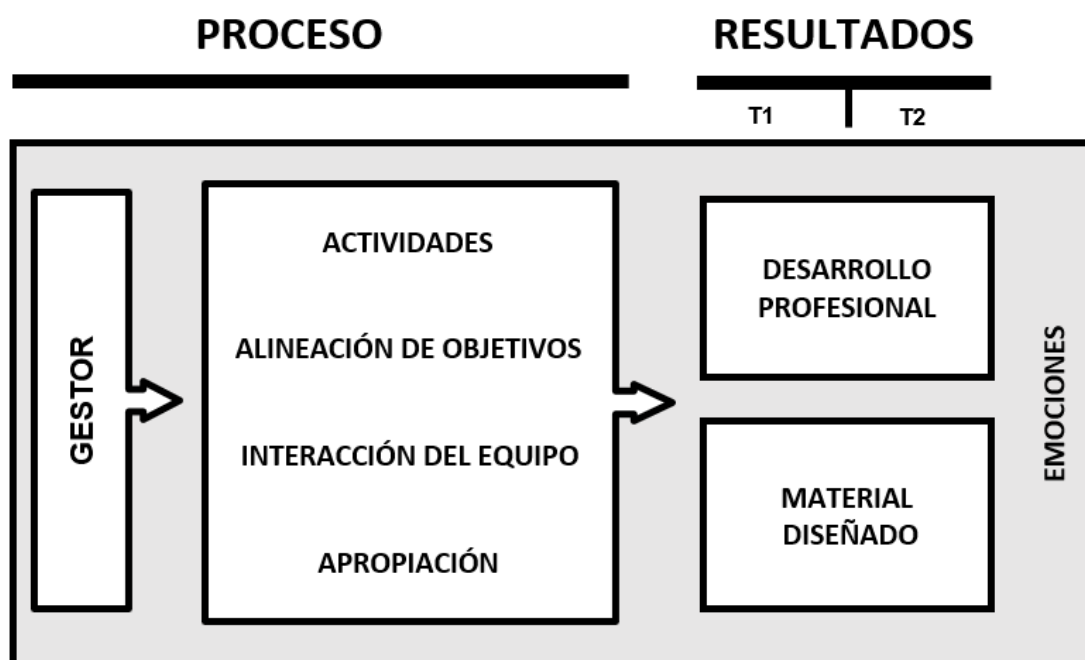 PROCESO
RESULTADOS
T1
T2
GESTOR
ACTIVIDADES
ALINEACIÓN DE OBJETIVOS
INTERACCIÓN DEL EQUIPO
APROPIACIÓN
DESARROLLO
PROFESIONAL
MATERIAL
DISEÑADO
EMOCIONES